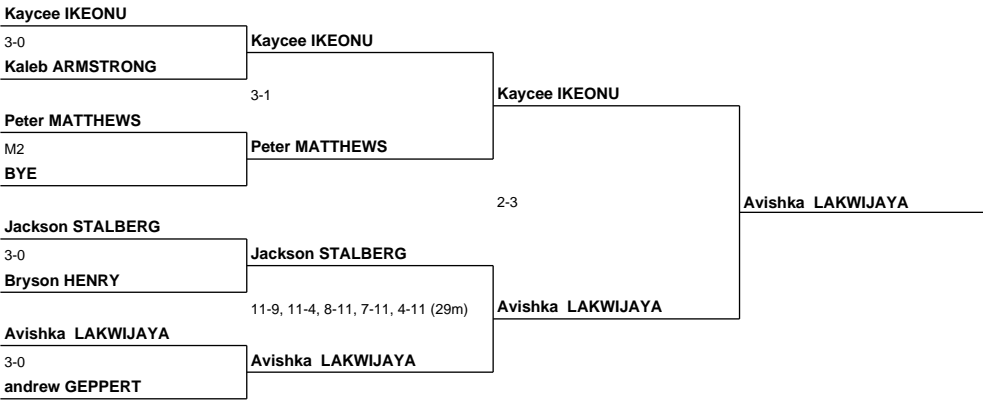 Kaycee IKEONU
3-0
Kaleb ARMSTRONG
Peter MATTHEWS
M2
BYE
Jackson STALBERG
3-0
Bryson HENRY
Avishka  LAKWIJAYA
3-0
andrew GEPPERT
Kaycee IKEONU
3-1
Peter MATTHEWS
Jackson STALBERG
11-9, 11-4, 8-11, 7-11, 4-11 (29m)
Avishka  LAKWIJAYA
Kaycee IKEONU
2-3
Avishka  LAKWIJAYA
Avishka  LAKWIJAYA